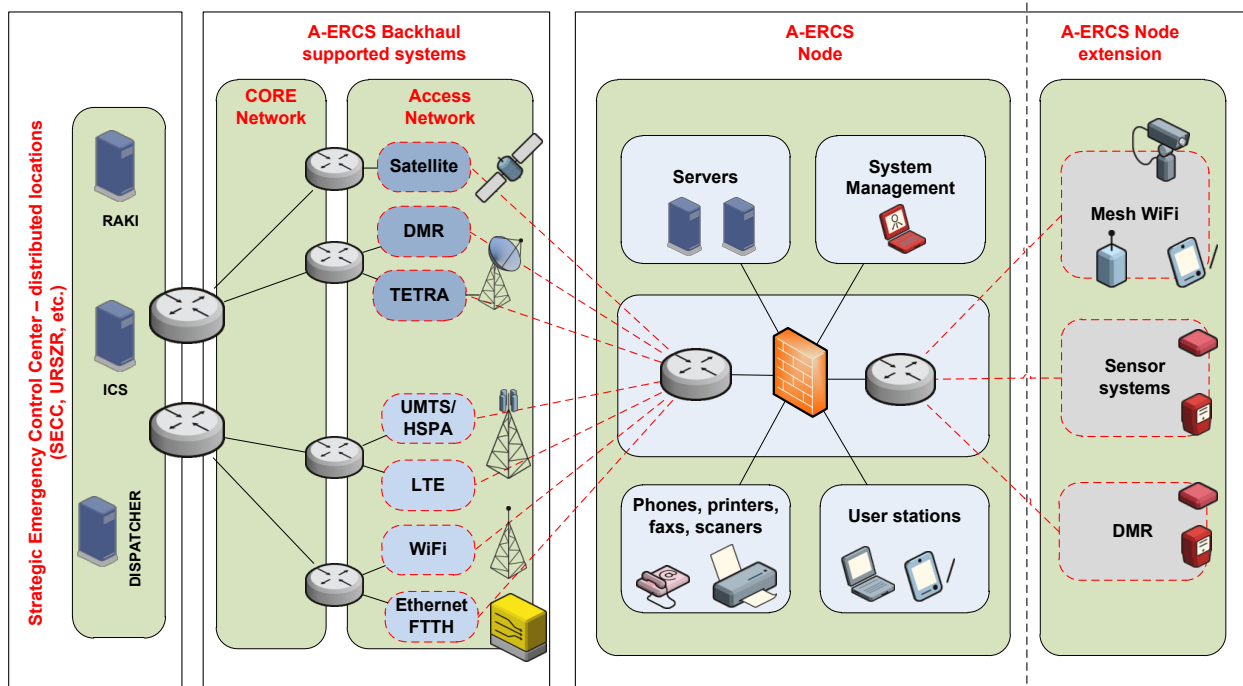 Strategic Emergency Control Center – distributed locations
(SECC, URSZR, etc.)
RAKI
ICS
DISPATCHER
A-ERCS Backhaul
supported systems
CORE
Network
Access
Network
Satellite
DMR
TETRA
UMTS/
HSPA
LTE
WiFi
Ethernet
FTTH
A-ERCS
Node
Servers
System
Management
Phones, printers,
faxs, scaners
User stations
A-ERCS Node
extension
Mesh WiFi
Sensor
systems
DMR